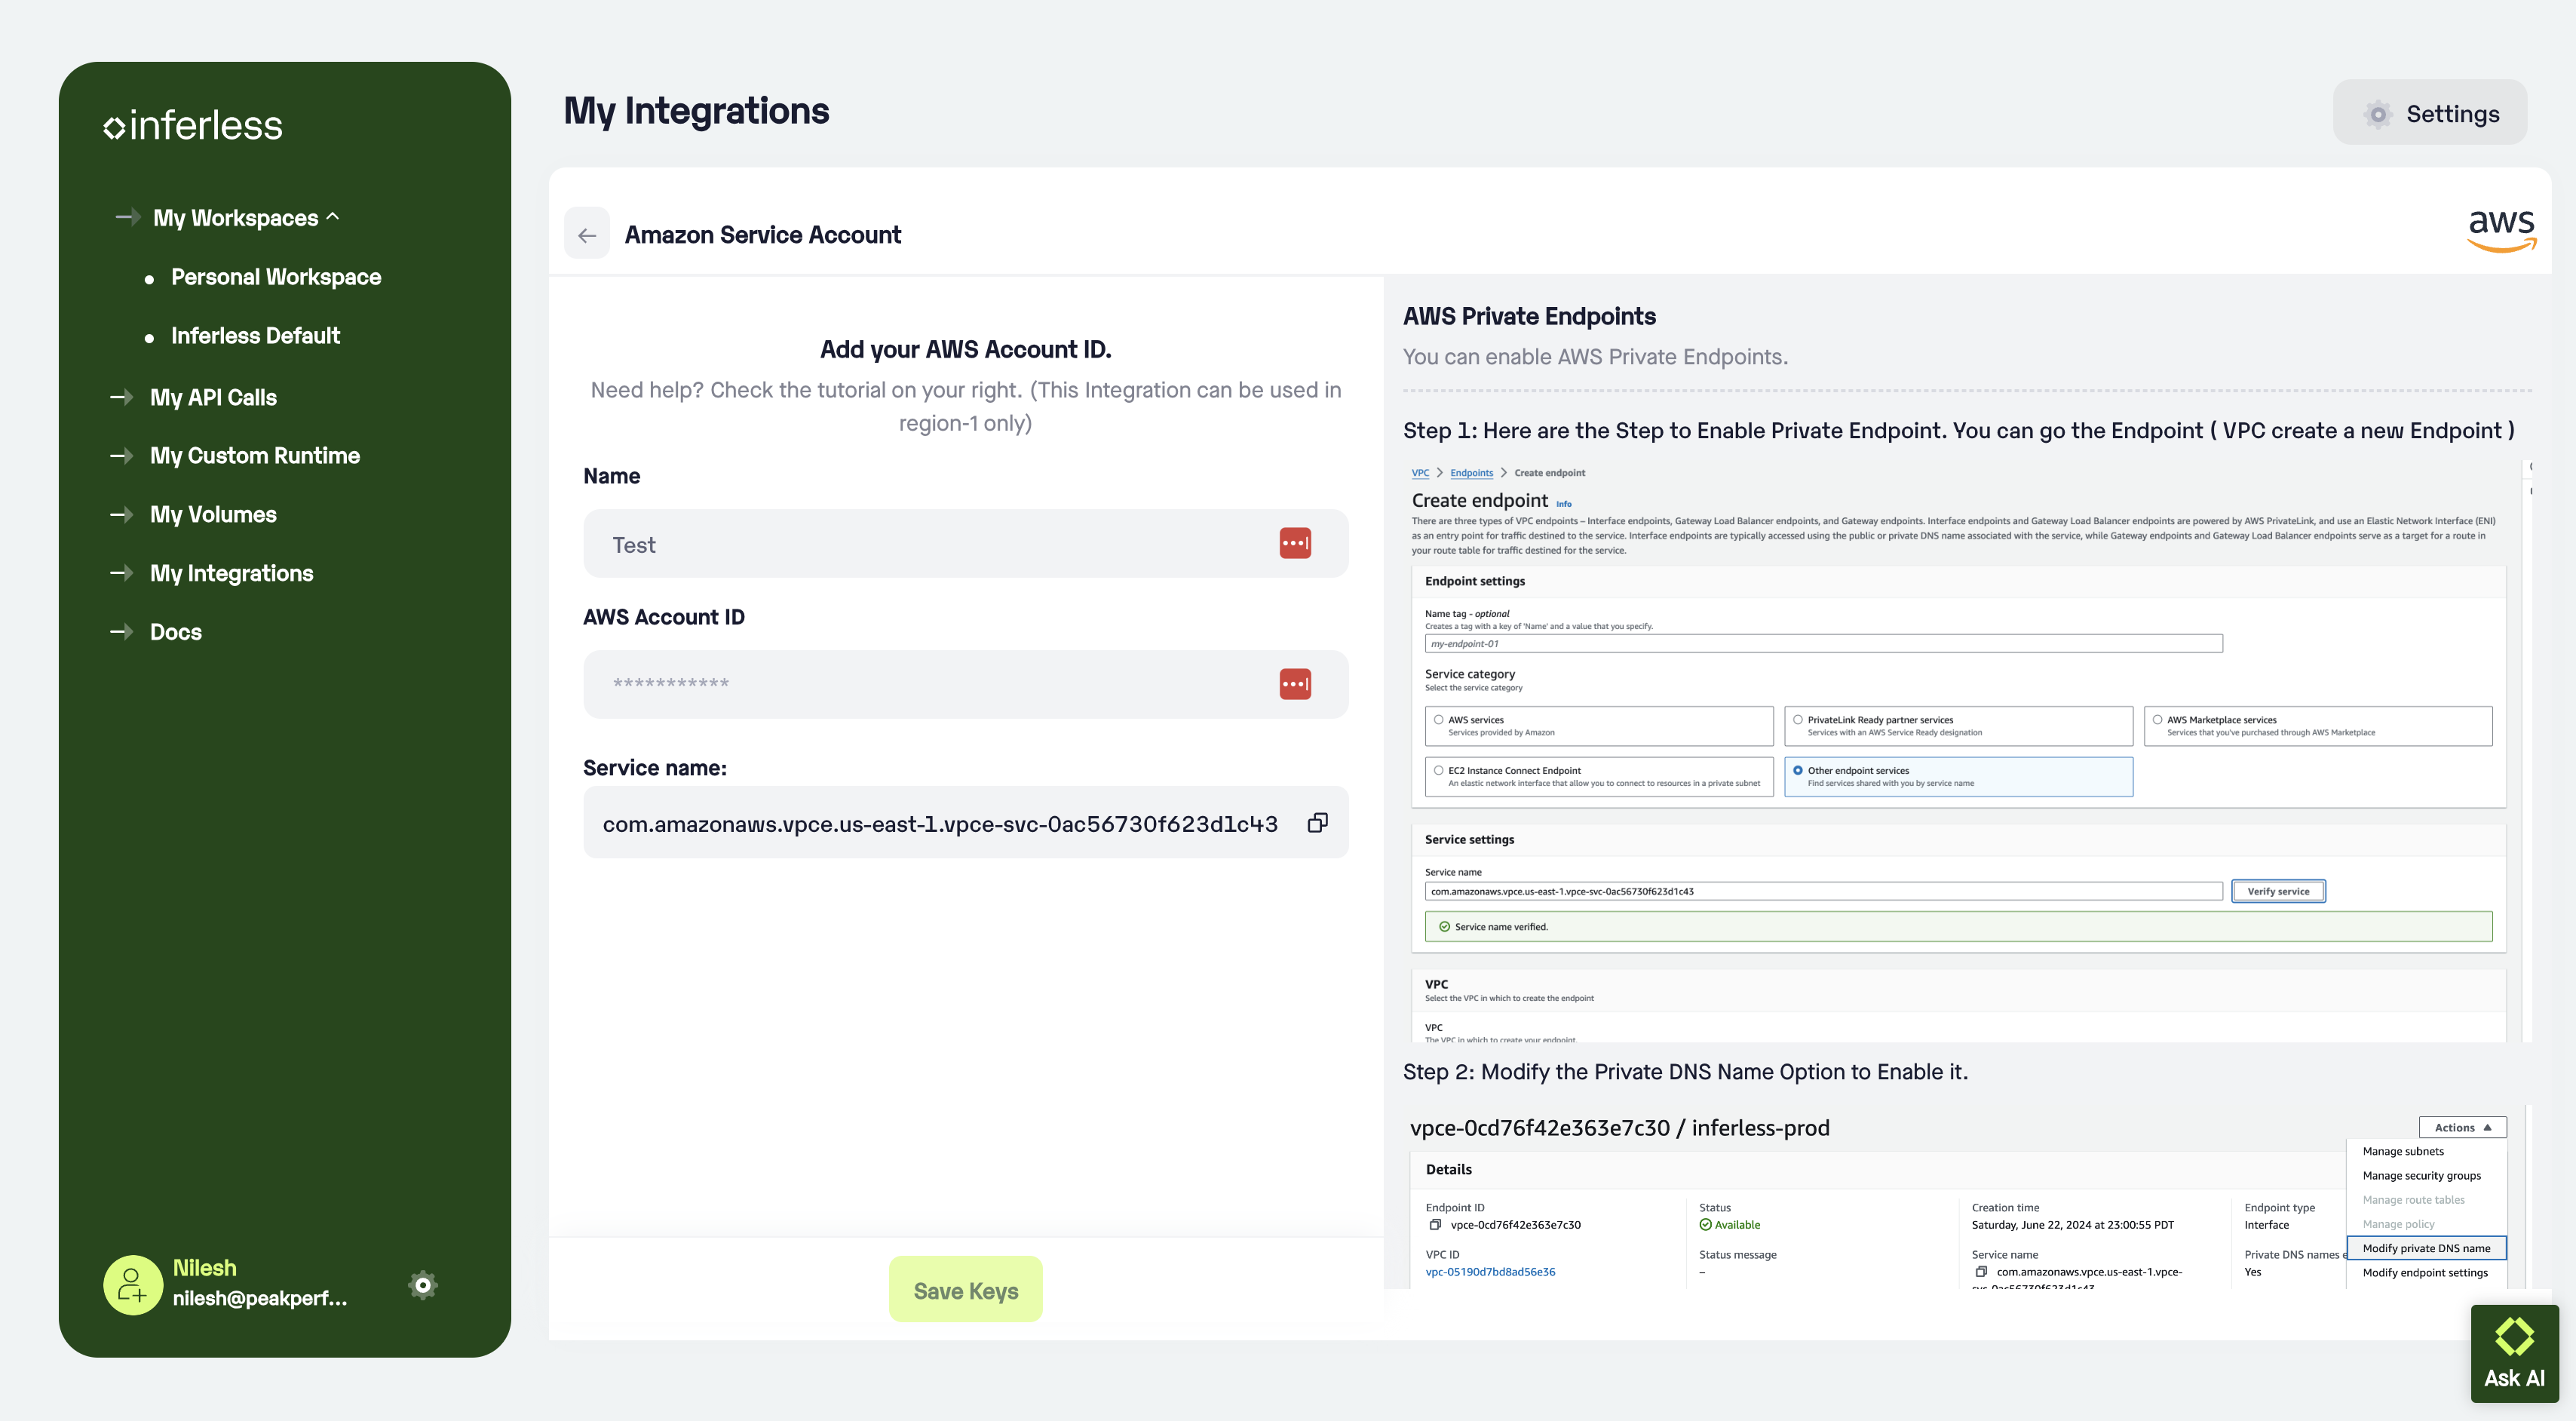 inferless
My Workspaces
Personal Workspace
Inferless Default
My API Calls
My Custom Runtime
My Volumes
My Integrations
Docs
Nilesh
nilesh@peakperf...
My Integrations
Settings
Amazon Service Account
aws
Add your AWS Account ID.
Need help? Check the tutorial on your right. (This Integration can be used in
region-1 only)
Name
Test
AWS Account ID
***********
Service name:
com.amazonaws.vpce.us-east-1.vpce-svc-0ac56730f623d1c43
Save Keys
AWS Private Endpoints
You can enable AWS Private Endpoints.
Step 1: Here are the Step to Enable Private Endpoint. You can go the Endpoint ( VPC create a new Endpoint )
VPC > Endpoints > Create endpoint
Create endpoint Info
There are three types of VPC endpoints – Interface endpoints, Gateway Load Balancer endpoints, and Gateway endpoints. Interface endpoints and Gateway Load Balancer endpoints are powered by AWS PrivateLink, and use an Elastic Network Interface (ENI)
as an entry point for traffic destined to the service. Interface endpoints are typically accessed using the public or private DNS name associated with the service, while Gateway endpoints and Gateway Load Balancer endpoints serve as a target for a route in
your route table for traffic destined for the service.
Endpoint settings
Name tag - optional
Creates a tag with a key of 'Name' and a value that you specify.
my-endpoint-01
Service category
Select the service category
AWS services
Services provided by Amazon
PrivateLink Ready partner services
Services with an AWS Service Ready designation
AWS Marketplace services
Services that you've purchased through AWS Marketplace
EC2 Instance Connect Endpoint
An elastic network interface that allow you to connect to resources in a private subnet
Other endpoint services
Find services shared with you by service name
Service settings
Service name
com.amazonaws.vpce.us-east-1.vpce-svc-0ac56730f623d1c43
Verify service
Service name verified.
VPC
Select the VPC in which to create the endpoint
VPC
The VPC in which to create your endpoint.
Step 2: Modify the Private DNS Name Option to Enable it.
vpce-0cd76f42e363e7c30 / inferless-prod
Actions
Manage subnets
Manage security groups
Manage route tables
Manage policy
Modify private DNS name
Modify endpoint settings
Details
Endpoint ID
vpce-0cd76f42e363e7c30
Status
Available
Creation time
Saturday, June 22, 2024 at 23:00:55 PDT
Endpoint type
Interface
VPC ID
vpc-05190d7bd8ad56e36
Status message
–
Service name
com.amazonaws.vpce.us-east-1.vpce-
svc-0ac56730f623d1c43
Private DNS names
Yes
Ask AI